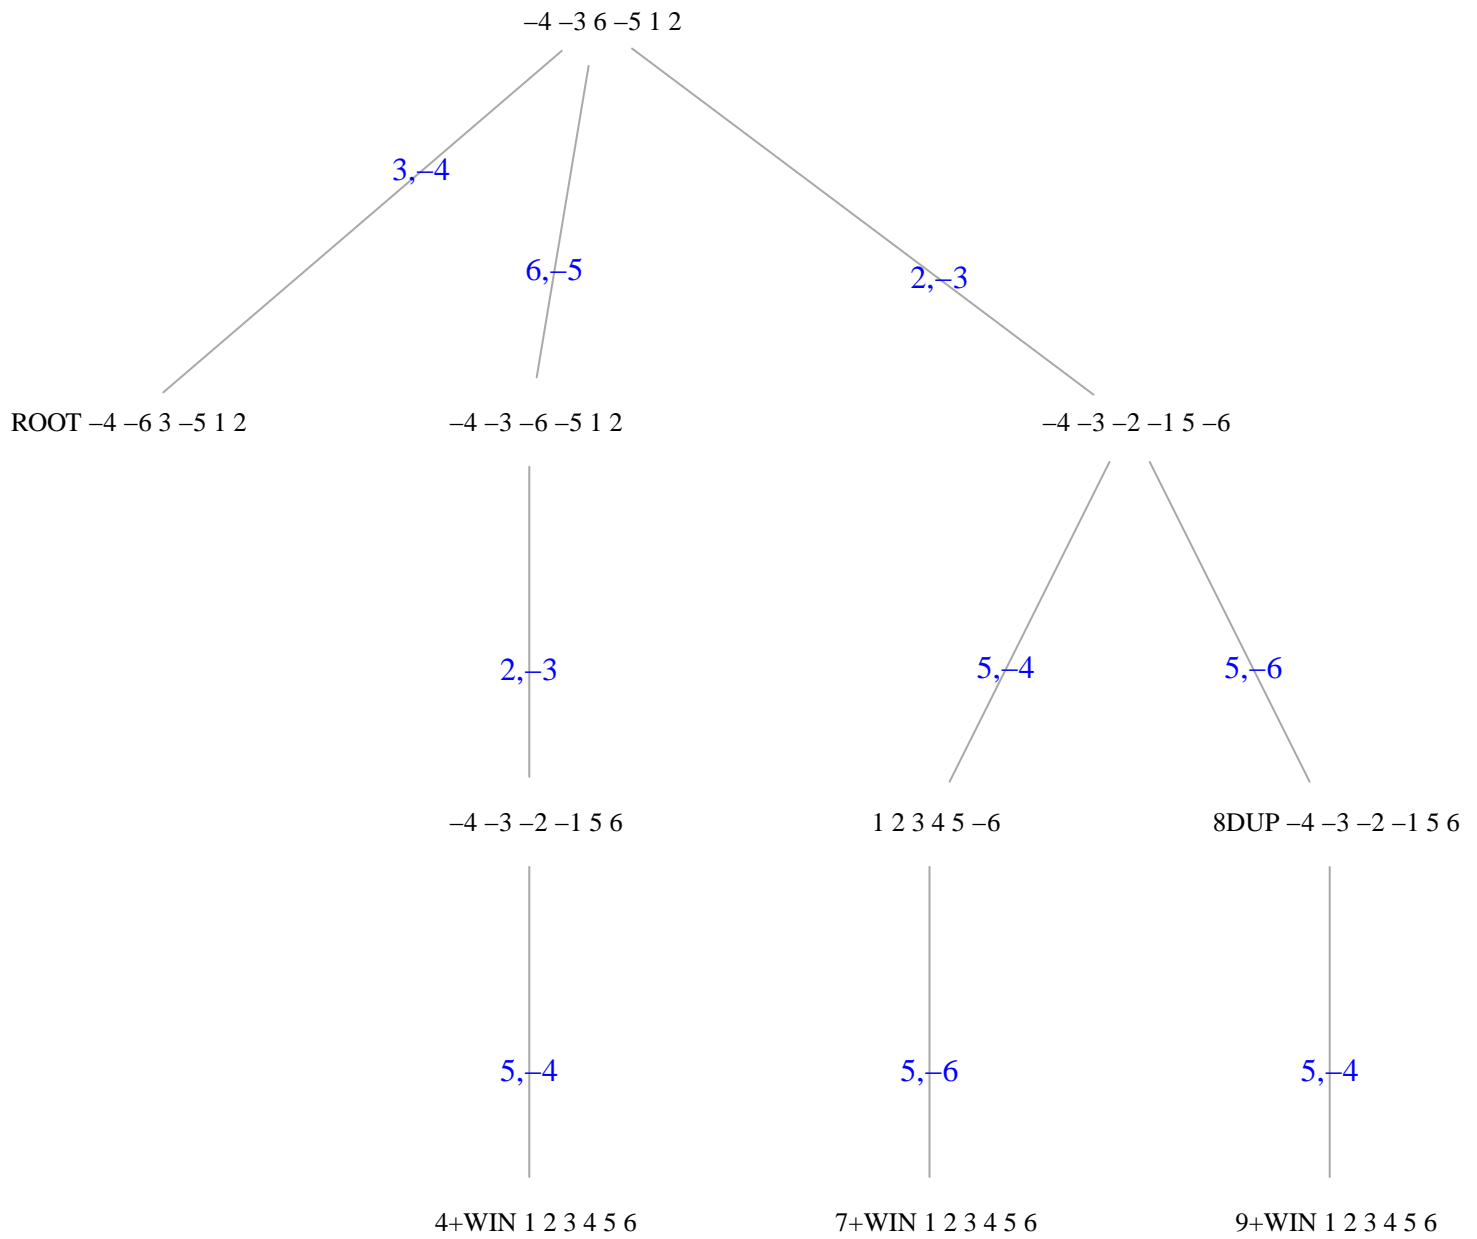 –4 –3 6 –5 1 2
3,–4
6,–5
2,–3
ROOT –4 –6 3 –5 1 2
–4 –3 –6 –5 1 2
–4 –3 –2 –1 5 –6
2,–3
5,–4
5,–6
–4 –3 –2 –1 5 6
1 2 3 4 5 –6
8DUP –4 –3 –2 –1 5 6
5,–4
5,–6
5,–4
4+WIN 1 2 3 4 5 6
7+WIN 1 2 3 4 5 6
9+WIN 1 2 3 4 5 6